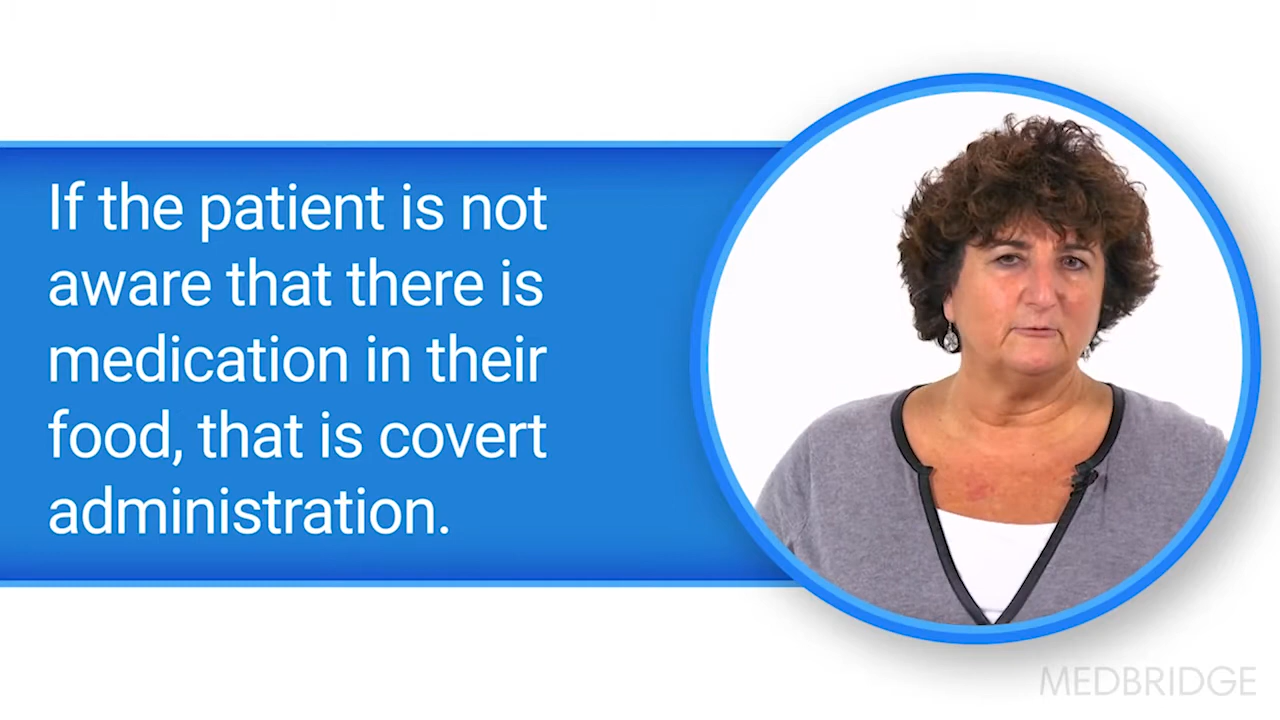 If the patient is not
aware that there is
medication in their
food, that is covert
administration.
MEDBRIDGE